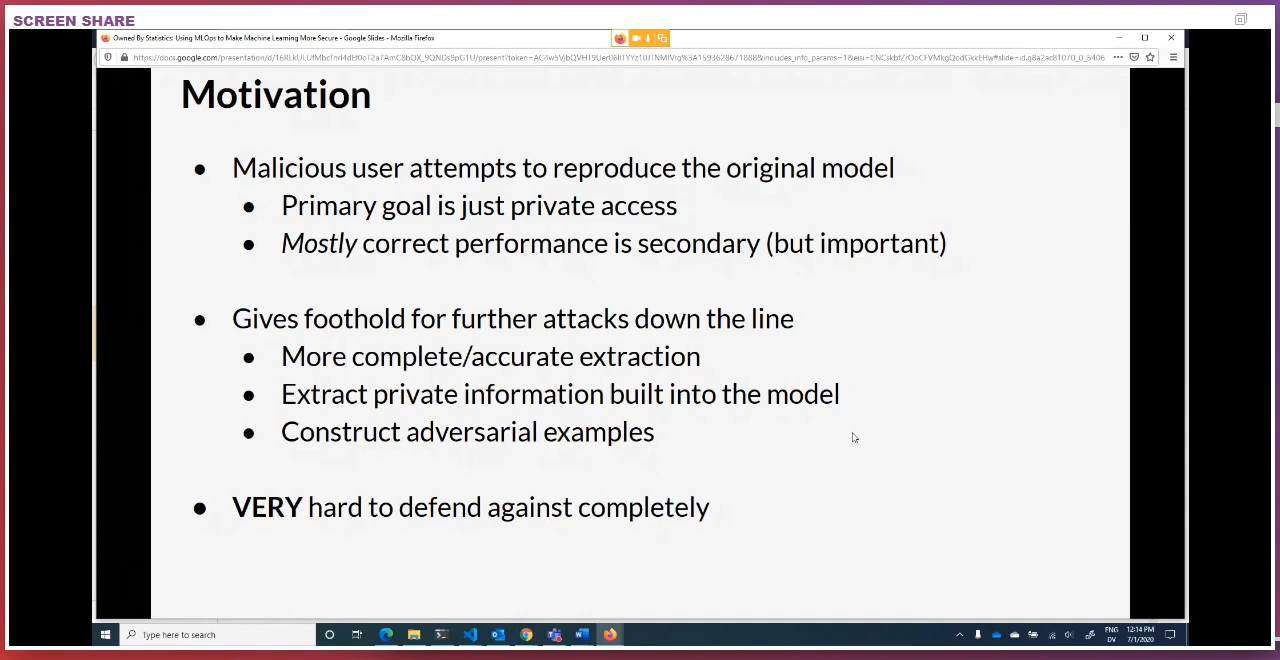 SCREEN SHARE
Owned By Statistics: Using MLOps to Make Machine Learning More Secure - Google Slides - Mozilla Firefox
Motivation
Malicious user attempts to reproduce the original model
Primary goal is just private access
Mostly correct performance is secondary (but important)
Gives foothold for further attacks down the line
More complete/accurate extraction
Extract private information built into the model
Construct adversarial examples
VERY hard to defend against completely
Type here to search
ENG 12:14 PM
DV 7/1/2020